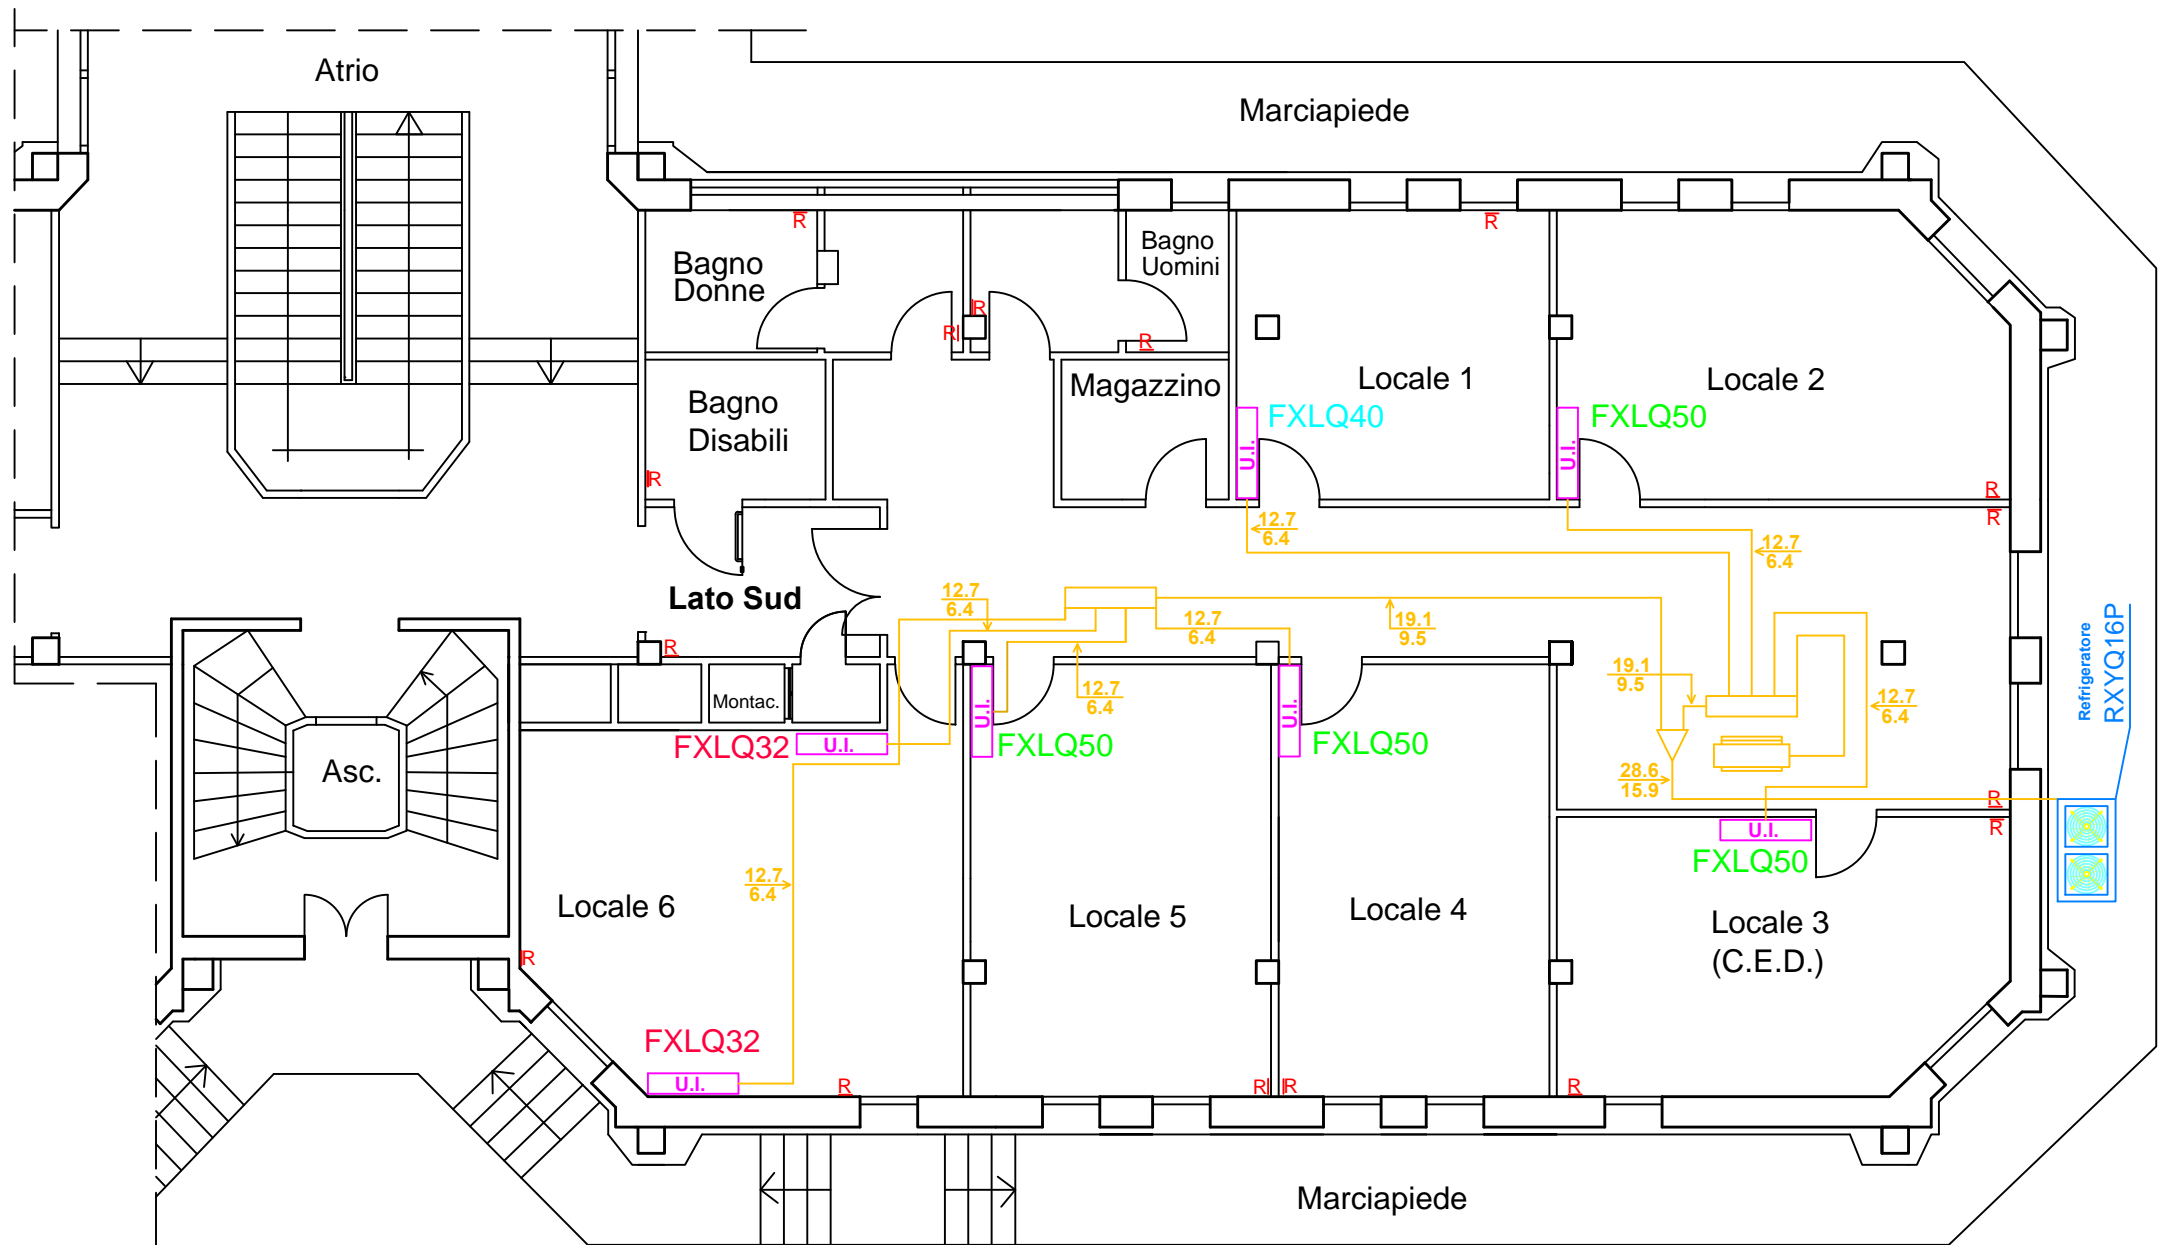 Atrio
Marciapiede
R
R
Bagno
Donne
Bagno
Uomini
R
R
R
Bagno
Disabili
Magazzino
Locale 1
Locale 2
FXLQ40
FXLQ50
U.I.
U.I.
R
R
R
12.7
6.4
12.7
6.4
Lato Sud
12.7
6.4
12.7
6.4
19.1
9.5
R
Refrigeratore
RXYQ16P
12.7
6.4
19.1
9.5
12.7
6.4
Montac.
U.I.
U.I.
FXLQ32
U.I.
FXLQ50
FXLQ50
Asc.
28.6
15.9
R
R
U.I.
FXLQ50
12.7
6.4
Locale 6
Locale 5
Locale 4
Locale 3
(C.E.D.)
R
FXLQ32
U.I.
R
R
R
R
Marciapiede